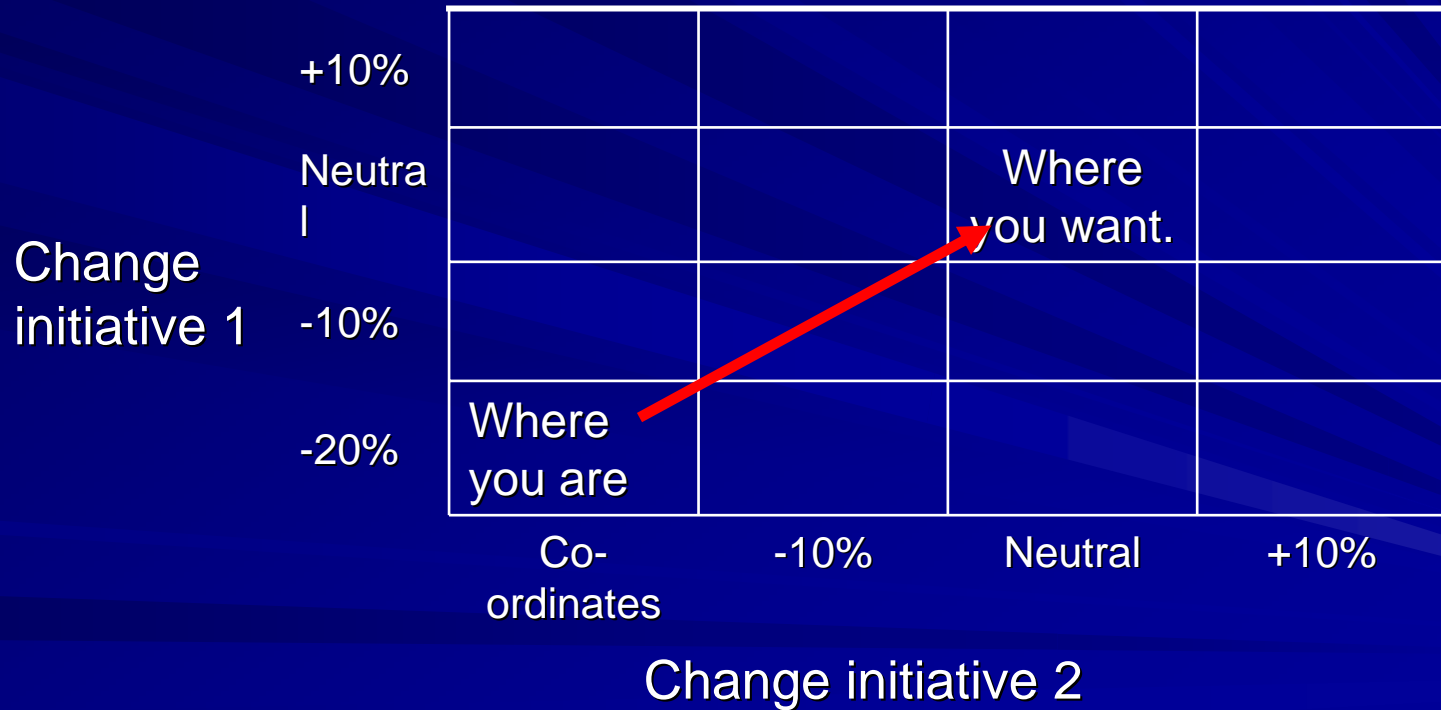 +10%
Neutra
l
Where
you want.
Change
initiative 1
-10%
-20%
Where
you are
Co-
ordinates
-10%
Neutral
+10%
Change initiative 2